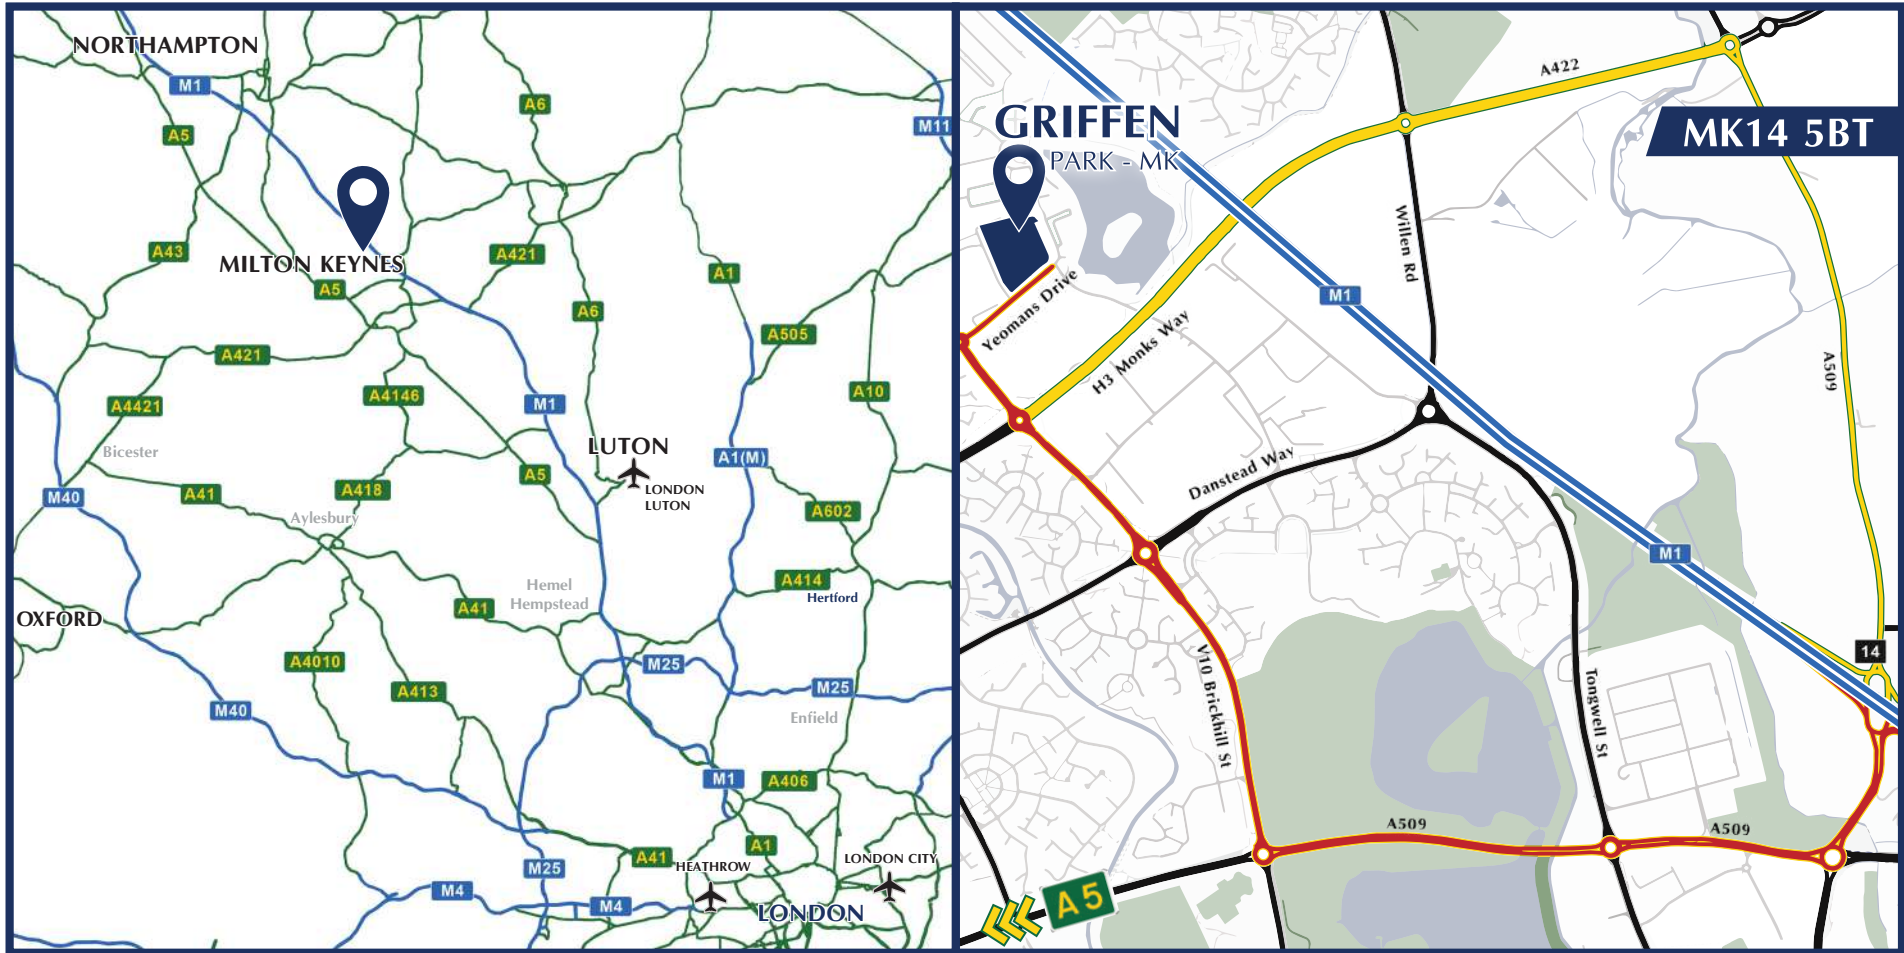 NORTHAMPTON
M1
A6
M11
A5
A43
MILTON KEYNES
A421
A1
A5
A6
A505
A421
A4421
A4146
M1
A10
Bicester
LUTON
A1(M)
M40
A41
A418
A5
LONDON
LUTON
A602
Aylesbury
Hemel
Hempstead
A414
Hertford
OXFORD
A41
A4010
M25
A413
M25
M40
Enfield
M1
A406
A1
A41
HEATHROW
LONDON CITY
M25
M4
M4
LONDON
A422
GRIFFEN
PARK - MK
MK14 5BT
Willen Rd
Yeomans Drive
M1
H3 Monks Way
A509
Danstead Way
M1
14
V10 Brickhill St
Tongwell St
A509
A509
A5